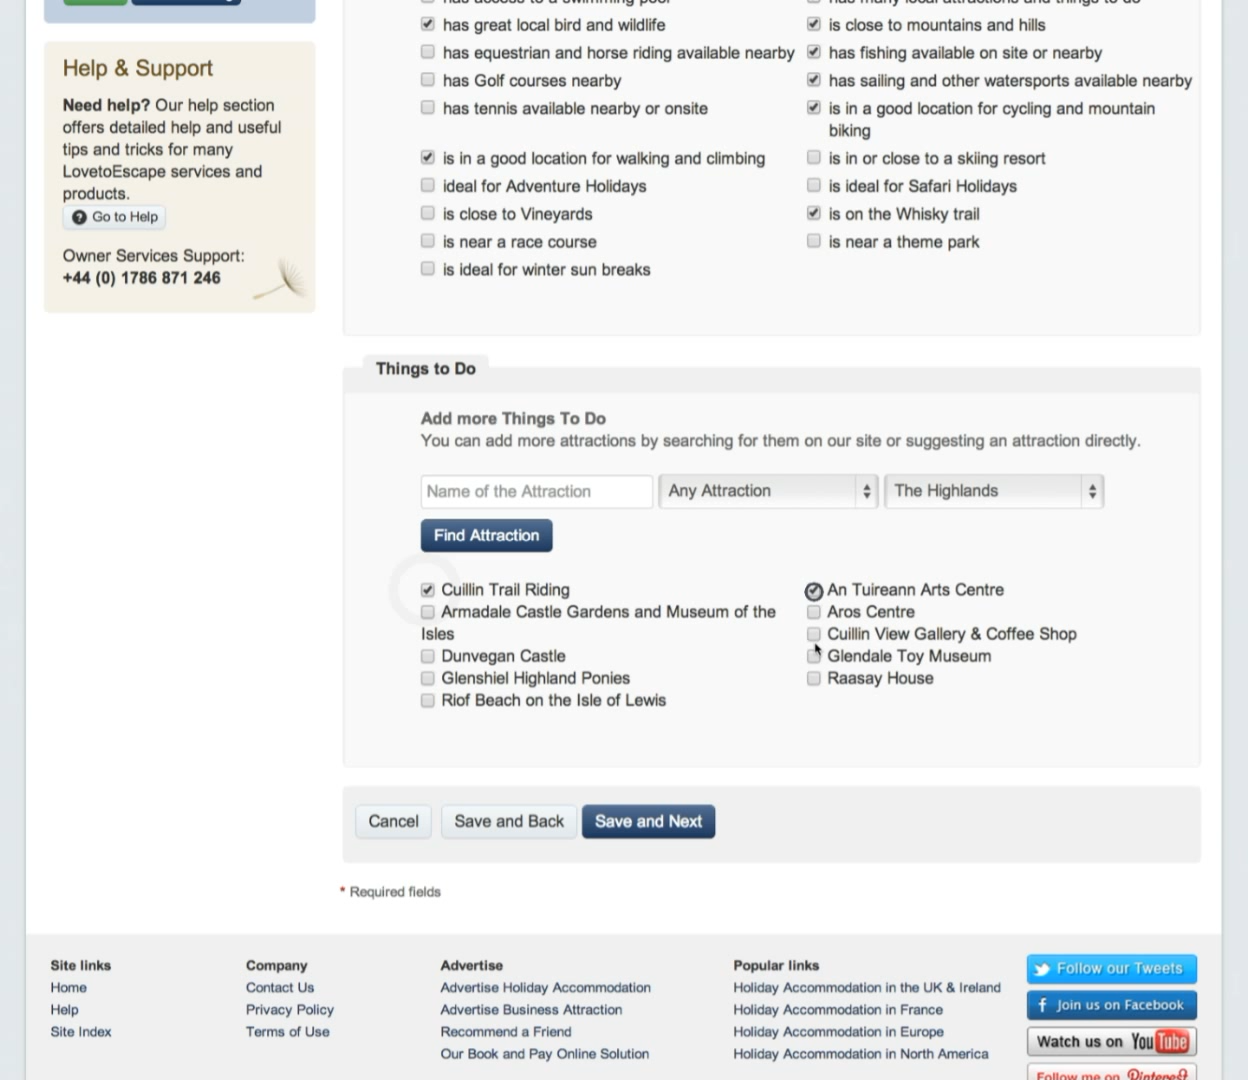 has great local bird and wildlife
is close to mountains and hills
has equestrian and horse riding available nearby
has fishing available on site or nearby
has Golf courses nearby
has sailing and other watersports available nearby
has tennis available nearby or onsite
is in a good location for cycling and mountain
biking
is in a good location for walking and climbing
is in or close to a skiing resort
ideal for Adventure Holidays
is ideal for Safari Holidays
is close to Vineyards
is on the Whisky trail
is near a race course
is near a theme park
is ideal for winter sun breaks
Help & Support
Need help? Our help section
offers detailed help and useful
tips and tricks for many
LovetoEscape services and
products.
Go to Help
Owner Services Support:
+44 (0) 1786 871 246
Things to Do
Add more Things To Do
You can add more attractions by searching for them on our site or suggesting an attraction directly.
Name of the Attraction
Any Attraction
The Highlands
Find Attraction
Cuillin Trail Riding
An Tuireann Arts Centre
Armadale Castle Gardens and Museum of the
Isles
Aros Centre
Cuillin View Gallery & Coffee Shop
Dunvegan Castle
Glendale Toy Museum
Glenshiel Highland Ponies
Raasay House
Riof Beach on the Isle of Lewis
Cancel
Save and Back
Save and Next
* Required fields
Site links
Home
Help
Site Index
Company
Contact Us
Privacy Policy
Terms of Use
Advertise
Advertise Holiday Accommodation
Advertise Business Attraction
Recommend a Friend
Our Book and Pay Online Solution
Popular links
Holiday Accommodation in the UK & Ireland
Holiday Accommodation in France
Holiday Accommodation in Europe
Holiday Accommodation in North America
Follow our Tweets
Join us on Facebook
Watch us on YouTube
Follow me on Pinterest